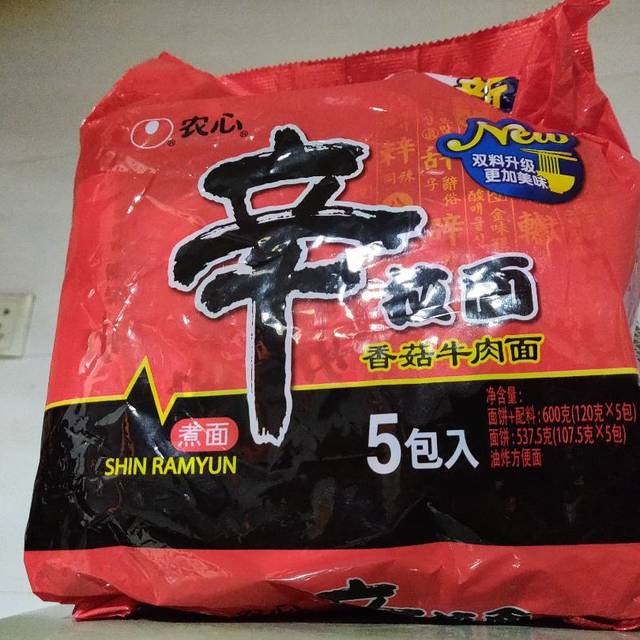 农心
辛
拉面
香菇牛肉面
新
New
双料升级
更加美味
煮面
SHIN RAMYUN
5包入
净含量:
面饼+配料:600克(120克×5包)
面饼:537.5克(107.5克×5包)
油炸方便面
农心